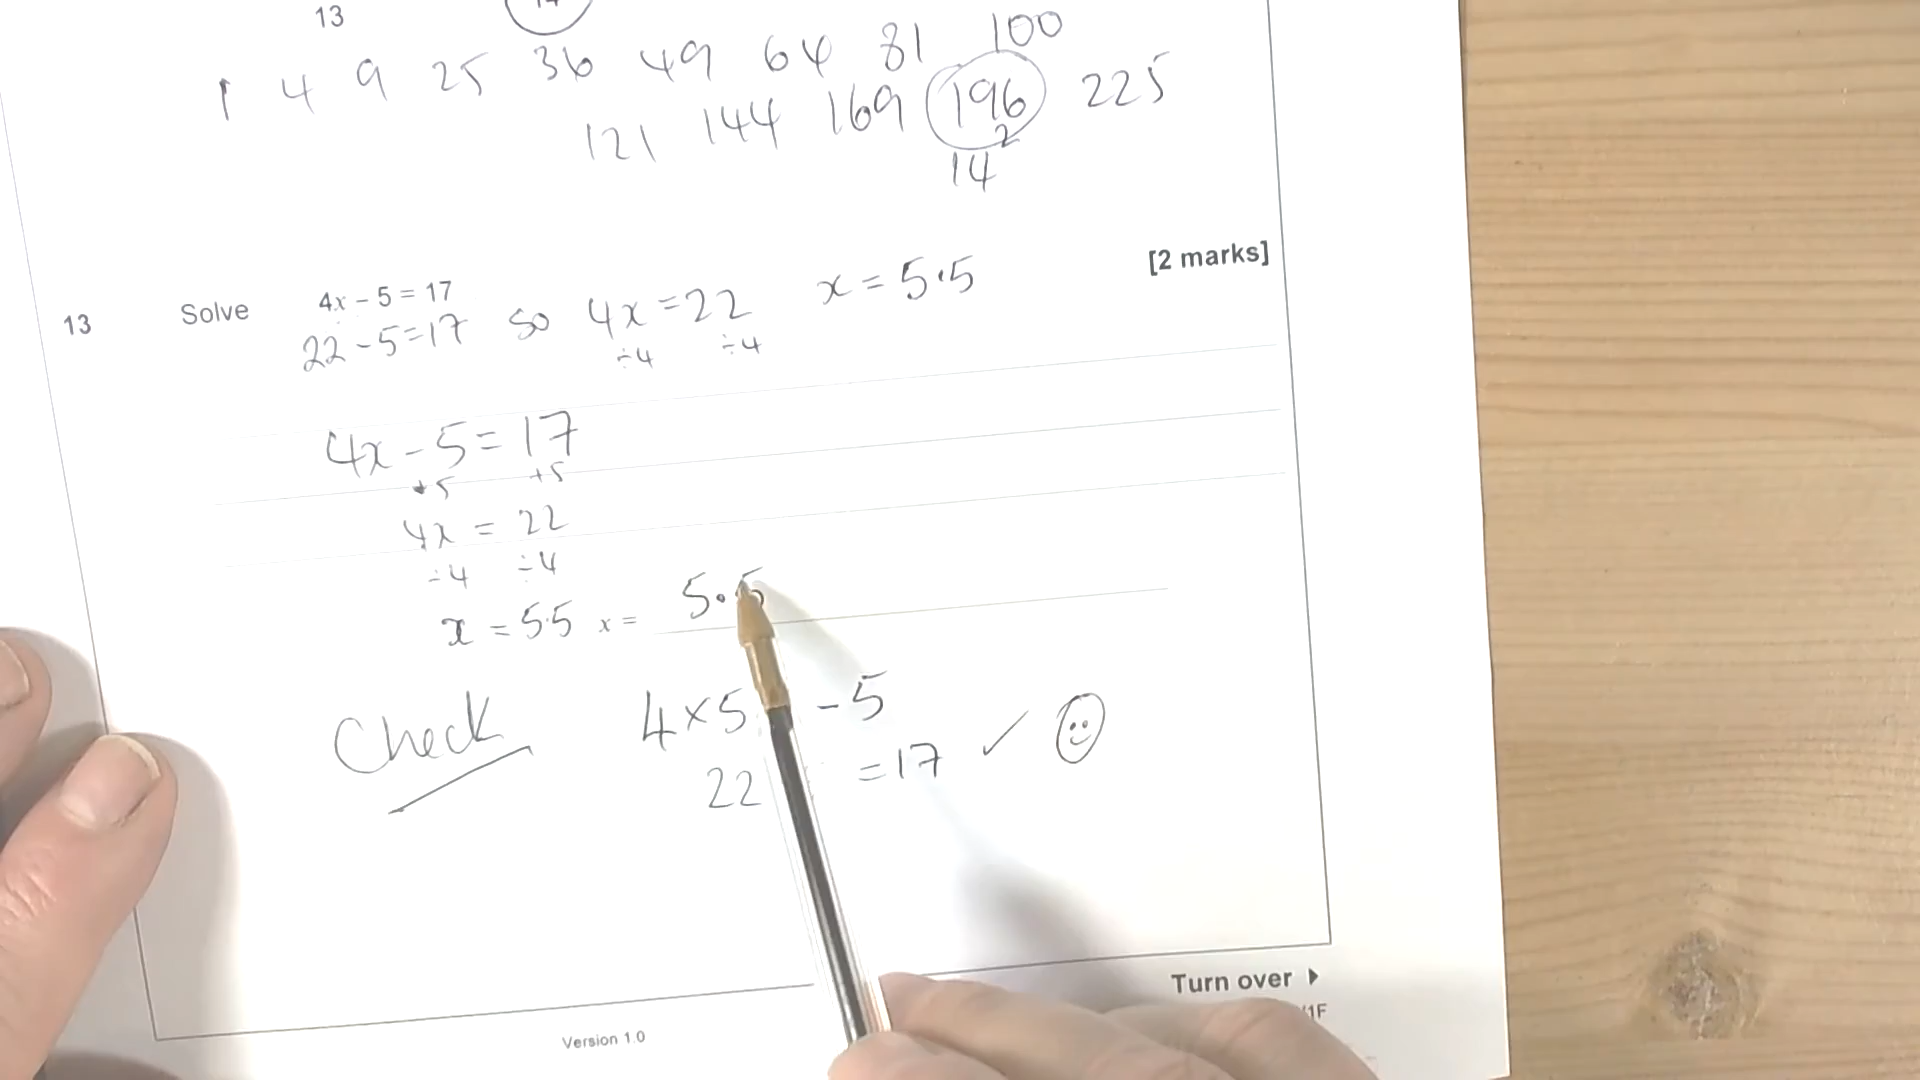 13
1 4 9 25 36 49 64 81 100
121 144 169 196 225
14²
[2 marks]
13 Solve 4x – 5 = 17
22 - 5 = 17 so 4x = 22 x = 5·5
÷4 ÷4
4x - 5 = 17
+5 +5
4x = 22
÷4 ÷4
x = 5·5 x = 5·5
Check 4×5 -5
22 =17 ✓
Turn over
/1F
Version 1.0